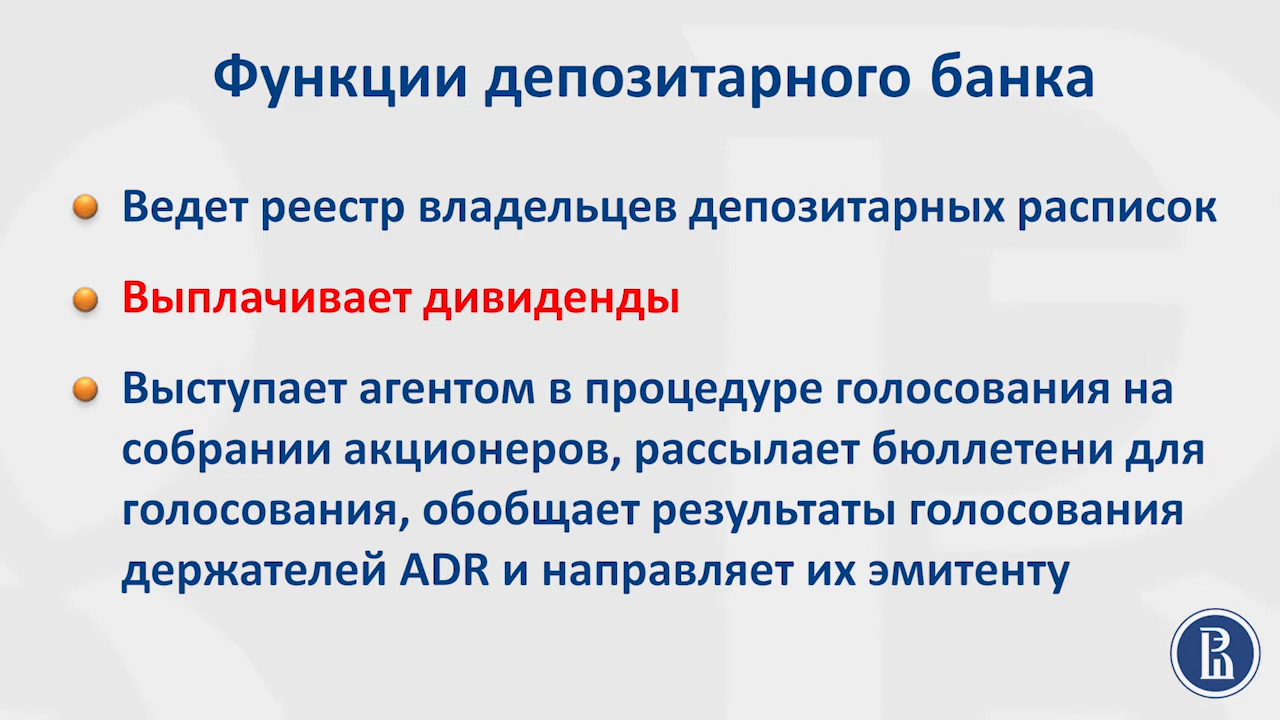 Функции депозитарного банка
Ведет реестр владельцев депозитарных расписок
Выплачивает дивиденды
Выступает агентом в процедуре голосования на
собрании акционеров, рассылает бюллетени для
голосования, обобщает результаты голосования
держателей ADR и направляет их эмитенту